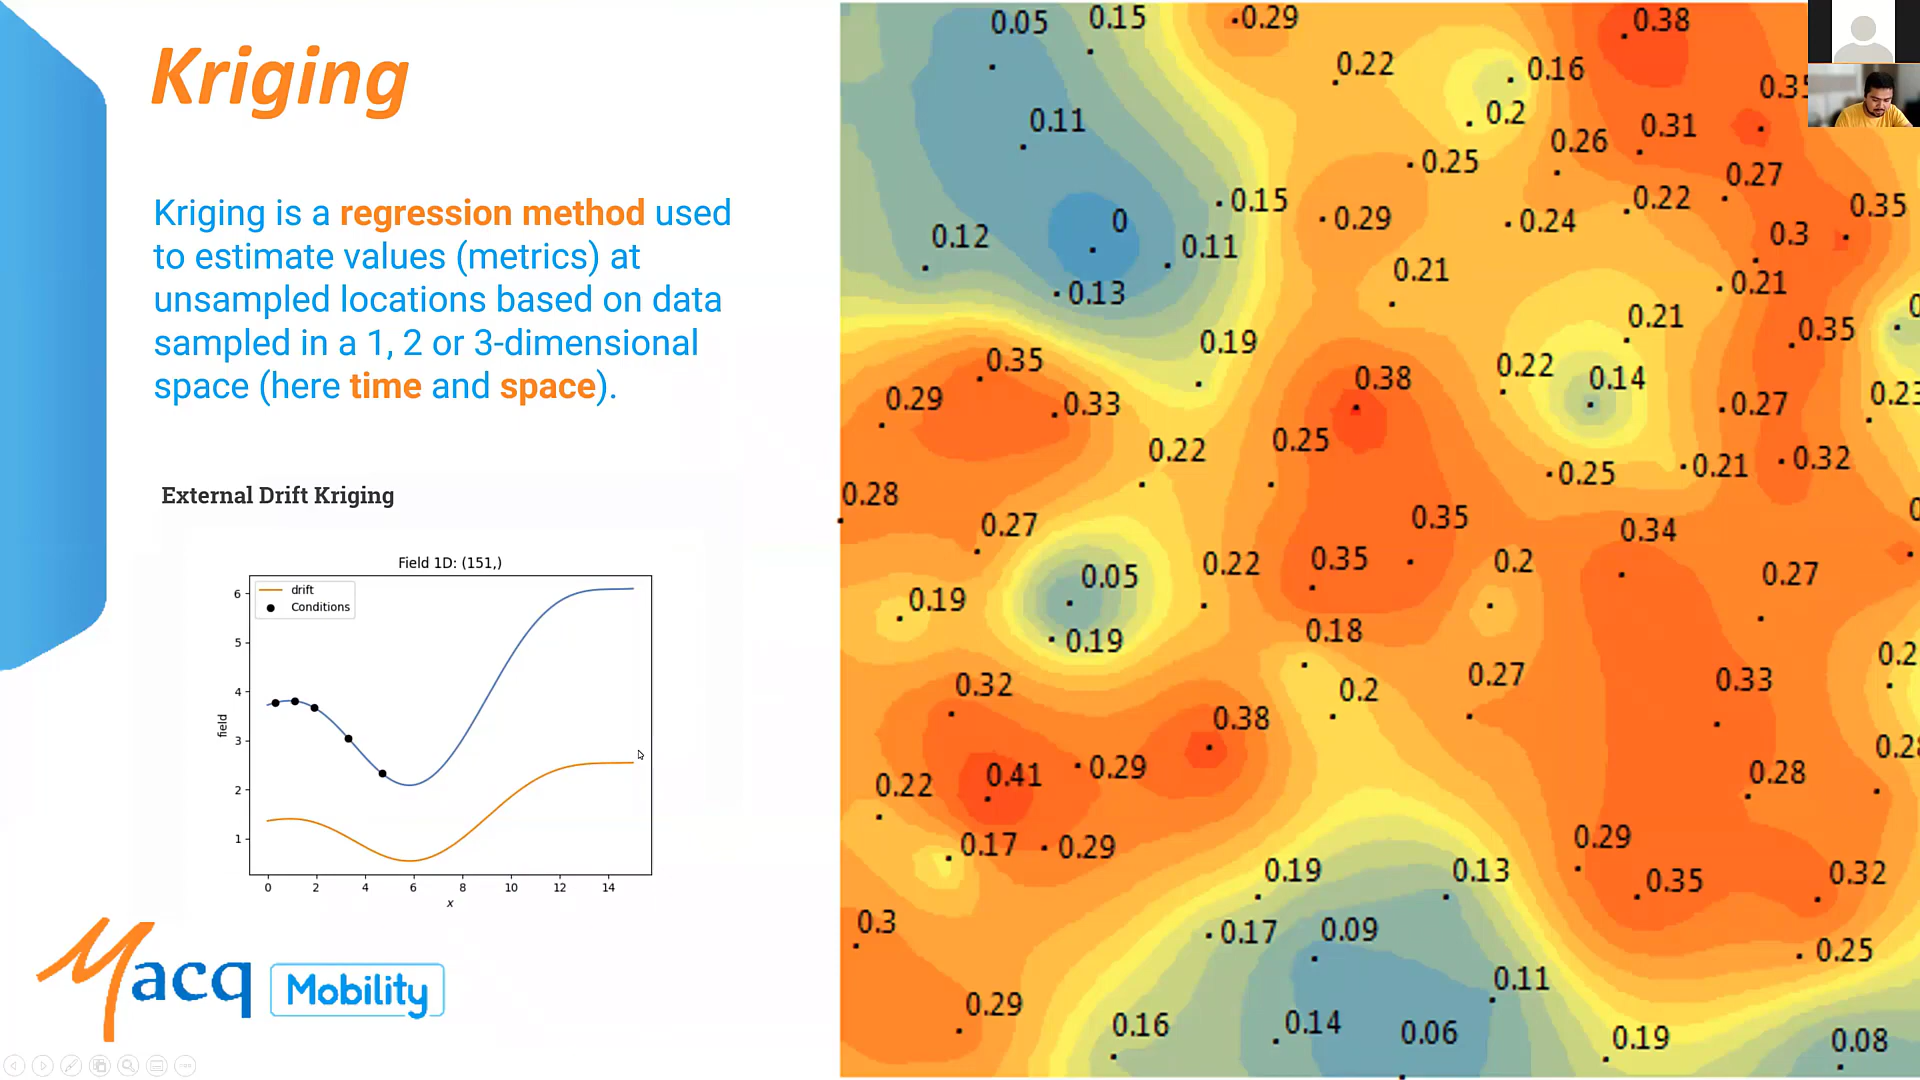 Kriging
Kriging is a regression method used
to estimate values (metrics) at
unsampled locations based on data
sampled in a 1, 2 or 3-dimensional
space (here time and space).
External Drift Kriging
Field 1D: (151,)
drift
Conditions
field
6
5
4
3
2
1
0 2 4 6 8 10 12 14
x
Macq Mobility
0.05 0.15 0.29 0.38
0.22 0.16
0.35
0.2
0.11 0.31
0.26
0.25
0.27
0.15 0.22 0.35
0 0.29 0.24
0.12 0.11 0.3
0.21
0.13 0.21
0.21
0.19 0.35
0.35 0.22
0.38 0.14
0.29 0.33 0.27 0.23
0.22 0.25
0.25 0.21 0.32
0.28
0.27 0.35 0.34
0.05 0.22 0.35 0.2 0.27
0.19
0.19 0.18
0.32 0.2 0.27 0.33
0.38
0.41 0.29 0.28
0.22
0.17 0.29 0.29
0.19 0.13 0.35 0.32
0.3 0.17 0.09
0.25
0.11
0.29
0.16 0.14 0.06 0.19 0.08